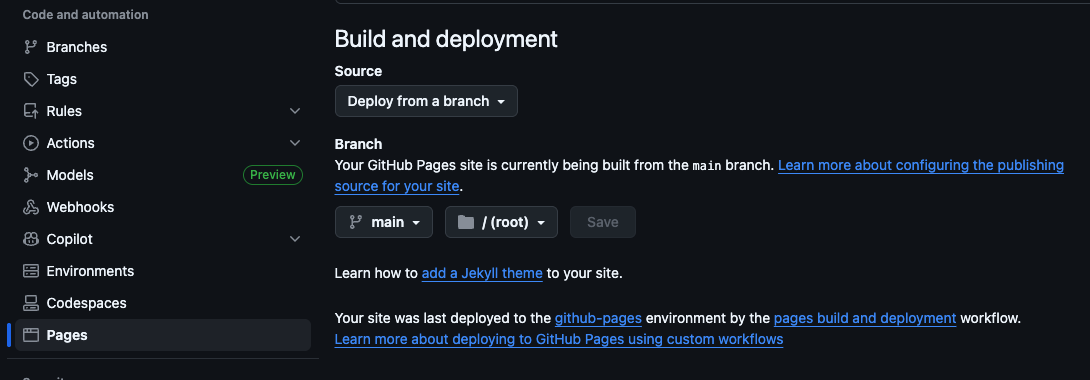 Code and automation
Branches
Tags
Rules
Actions
Models
Preview
Webhooks
Copilot
Environments
Codespaces
Pages
Build and deployment
Source
Deploy from a branch
Branch
Your GitHub Pages site is currently being built from the main branch. Learn more about configuring the publishing
source for your site.
main
/ (root)
Save
Learn how to add a Jekyll theme to your site.
Your site was last deployed to the github-pages environment by the pages build and deployment workflow.
Learn more about deploying to GitHub Pages using custom workflows